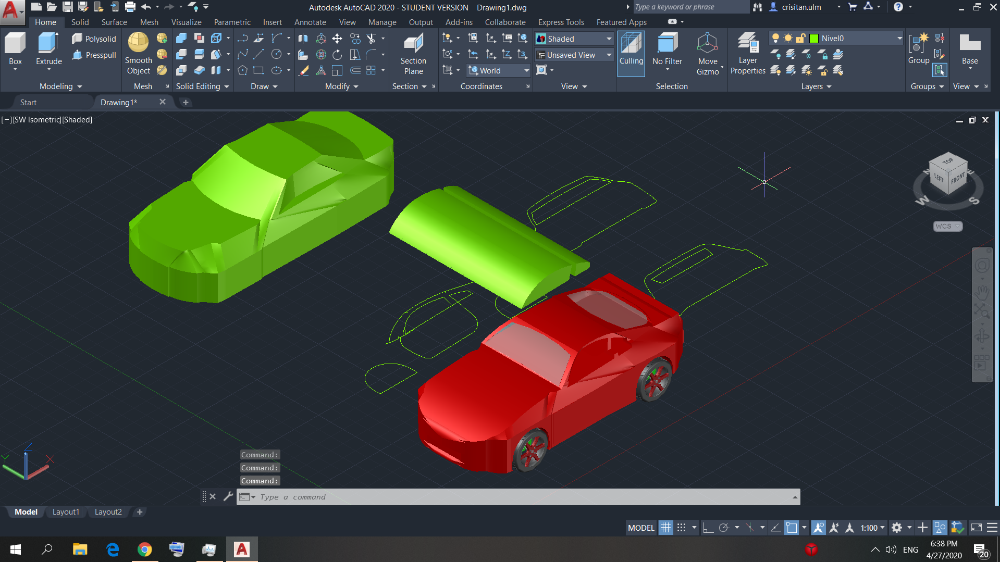 Autodesk AutoCAD 2020 - STUDENT VERSION Drawing1.dwg
Type a keyword or phrase
crisitan.ulm
Home Solid Surface Mesh Visualize Parametric Insert Annotate View Manage Output Add-ins Collaborate Express Tools Featured Apps
Box
Extrude
Polysolid
Presspull
Modeling
Smooth
Object
Mesh
Solid Editing
Draw
Modify
Section
Plane
Section
World
Coordinates
Shaded
Unsaved View
View
Culling
No Filter
Move
Gizmo
Selection
Layer
Properties
Nivel0
Layers
Group
Groups
Base
View
Start
Drawing1*
[−][SW Isometric][Shaded]
TOP
LEFT
FRONT
N
E
W
S
WCS
Z
Y
X
Command:
Command:
Command:
Type a command
Model Layout1 Layout2
MODEL
1:100
ENG
6:38 PM
4/27/2020
20